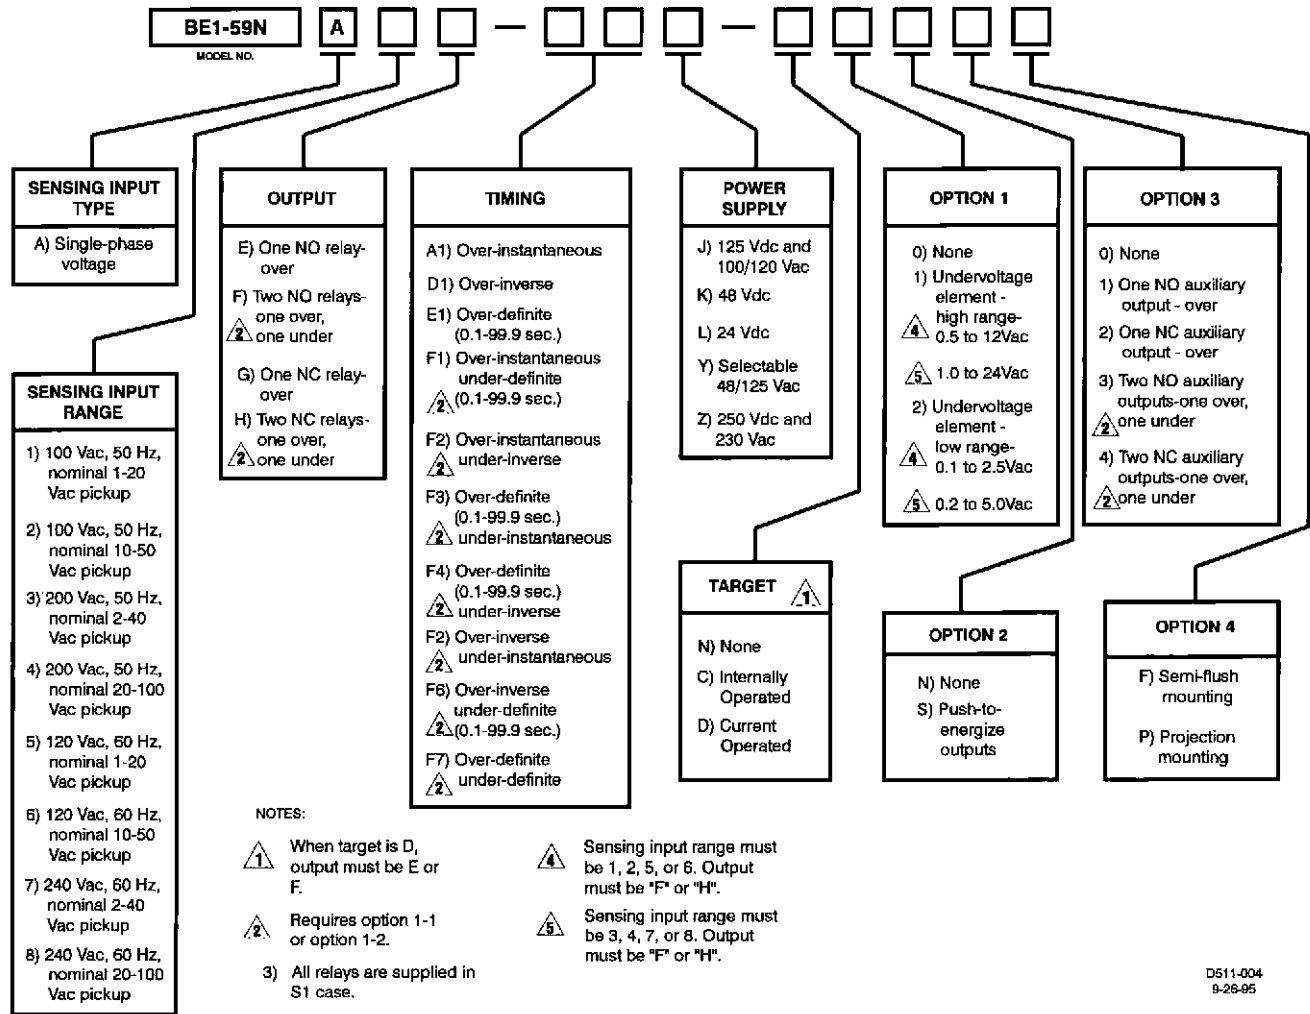 BE1-59N A — —
MODEL NO.
SENSING INPUT
TYPE
A) Single-phase
voltage
SENSING INPUT
RANGE
1) 100 Vac, 50 Hz,
nominal 1-20
Vac pickup
2) 100 Vac, 50 Hz,
nominal 10-50
Vac pickup
3) 200 Vac, 50 Hz,
nominal 2-40
Vac pickup
4) 200 Vac, 50 Hz,
nominal 20-100
Vac pickup
5) 120 Vac, 60 Hz,
nominal 1-20
Vac pickup
6) 120 Vac, 60 Hz,
nominal 10-50
Vac pickup
7) 240 Vac, 60 Hz,
nominal 2-40
Vac pickup
8) 240 Vac, 60 Hz,
nominal 20-100
Vac pickup
OUTPUT
E) One NO relay-
over
F) Two NO relays-
one over,
2 one under
G) One NC relay-
over
H) Two NC relays-
one over,
2 one under
TIMING
A1) Over-instantaneous
D1) Over-inverse
E1) Over-definite
(0.1-99.9 sec.)
F1) Over-instantaneous
under-definite
2 (0.1-99.9 sec.)
F2) Over-instantaneous
2 under-inverse
F3) Over-definite
(0.1-99.9 sec.)
2 under-instantaneous
F4) Over-definite
(0.1-99.9 sec.)
2 under-inverse
F2) Over-inverse
2 under-instantaneous
F6) Over-inverse
under-definite
2 (0.1-99.9 sec.)
F7) Over-definite
2 under-definite
POWER
SUPPLY
J) 125 Vdc and
100/120 Vac
K) 48 Vdc
L) 24 Vdc
Y) Selectable
48/125 Vac
Z) 250 Vdc and
230 Vac
TARGET 1
N) None
C) Internally
Operated
D) Current
Operated
OPTION 1
0) None
1) Undervoltage
element -
high range-
4 0.5 to 12Vac
5 1.0 to 24Vac
2) Undervoltage
element -
low range-
4 0.1 to 2.5Vac
5 0.2 to 5.0Vac
OPTION 2
N) None
S) Push-to-
energize
outputs
OPTION 3
0) None
1) One NO auxiliary
output - over
2) One NC auxiliary
output - over
3) Two NO auxiliary
outputs-one over,
2 one under
4) Two NC auxiliary
outputs-one over,
2 one under
OPTION 4
F) Semi-flush
mounting
P) Projection
mounting
NOTES:
1 When target is D,
output must be E or
F.
2 Requires option 1-1
or option 1-2.
3) All relays are supplied in
S1 case.
4 Sensing input range must
be 1, 2, 5, or 6. Output
must be "F" or "H".
5 Sensing input range must
be 3, 4, 7, or 8. Output
must be "F" or "H".
D511-004
9-26-95